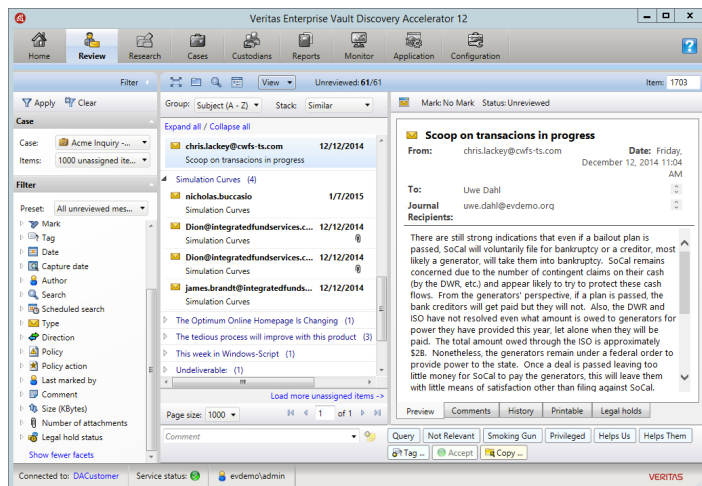 Veritas Enterprise Vault Discovery Accelerator 12
Home Review Research Cases Custodians Reports Monitor Application Configuration
Filter
View
Unreviewed: 61/61
Item: 1703
Apply Clear
Case
Case: Acme Inquiry -...
Items: 1000 unassigned ite...
Filter
Preset: All unreviewed mes...
Mark
Tag
Date
Capture date
Author
Search
Scheduled search
Type
Direction
Policy
Policy action
Last marked by
Comment
Size (KBytes)
Number of attachments
Legal hold status
Show fewer facets
Group: Subject (A - Z) Stack: Similar
Expand all / Collapse all
chris.lackey@cwfs-ts.com 12/12/2014
Scoop on transacions in progress
Simulation Curves (4)
nicholas.buccasio 1/7/2015
Simulation Curves
Dion@integratedfundservices.c... 12/12/2014
Simulation Curves
Dion@integratedfundservices.c... 12/12/2014
Simulation Curves
james.brandt@integratedfunds... 12/12/2014
Simulation Curves
The Optimum Online Homepage Is Changing (1)
The tedious process will improve with this product (3)
This week in Windows-Script (1)
Undeliverable: (1)
Load more unassigned items ->
Page size: 1000 1 of 1
Comment
Mark: No Mark Status: Unreviewed
Scoop on transacions in progress
From: chris.lackey@cwfs-ts.com Date: Friday,
December 12, 2014 11:04
AM
To: Uwe Dahl
Journal uwe.dahl@evdemo.org
Recipients:
There are still strong indications that even if a bailout plan is
passed, SoCal will voluntarily file for bankruptcy or a creditor, most
likely a generator, will take them into bankruptcy. SoCal remains
concerned due to the number of contingent claims on their cash
(by the DWR, etc.) and appear likely to try to protect these cash
flows. From the generators' perspective, if a plan is passed, the
bank creditors will get paid but they will not. Also, the DWR and
ISO have not resolved even what amount is owed to generators for
power they have provided this year, let alone when they will be
paid. The total amount owed through the ISO is approximately
$2B. Nonetheless, the generators remain under a federal order to
provide power to the state. Once a deal is passed leaving too
little money for SoCal to pay the generators, this will leave them
with little means of satisfaction other than filing against SoCal.
Preview Comments History Printable Legal holds
Query Not Relevant Smoking Gun Privileged Helps Us Helps Them
Tag ... Accept Copy ...
Connected to: DACustomer Service status: evdemo\admin
VERITAS